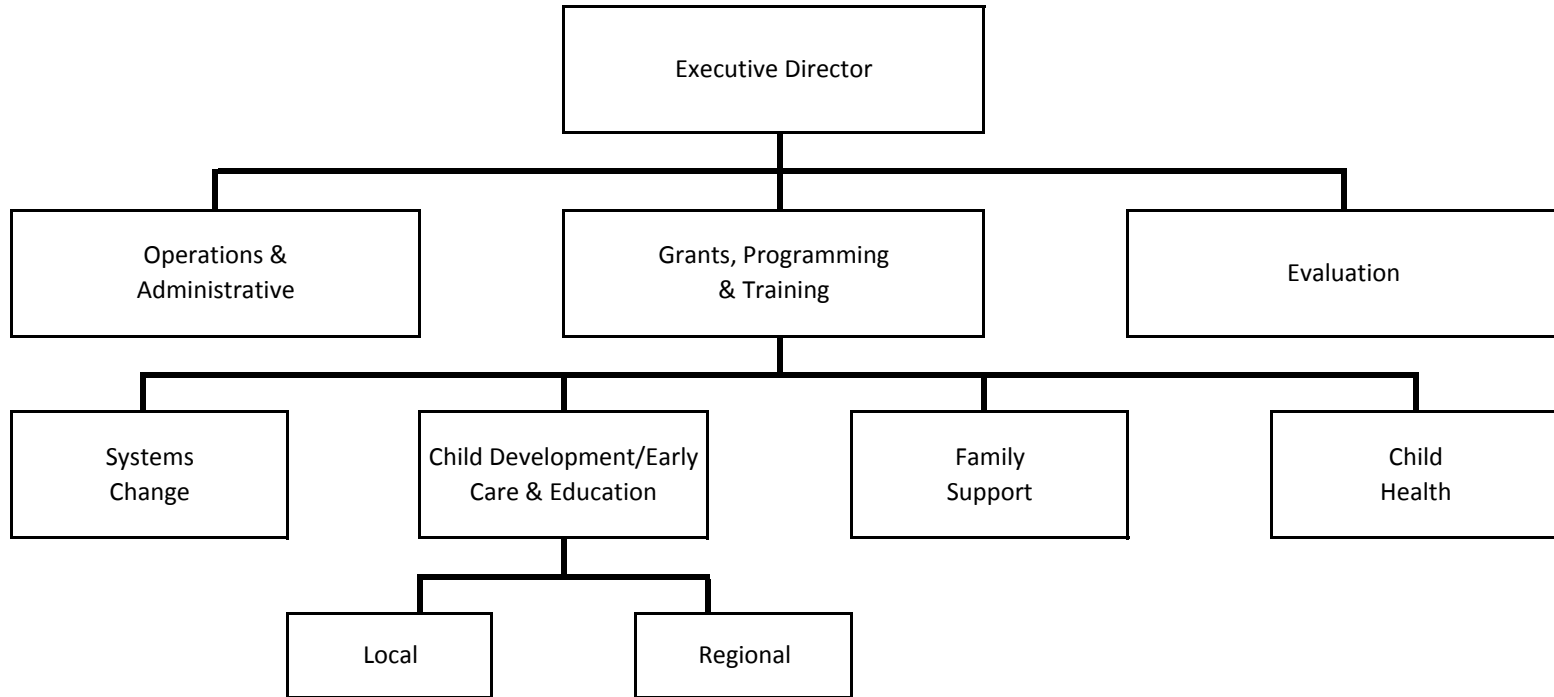 Executive Director
Operations &
Administrative
Grants, Programming
& Training
Evaluation
Systems
Change
Child Development/Early
Care & Education
Family
Support
Child
Health
Local
Regional